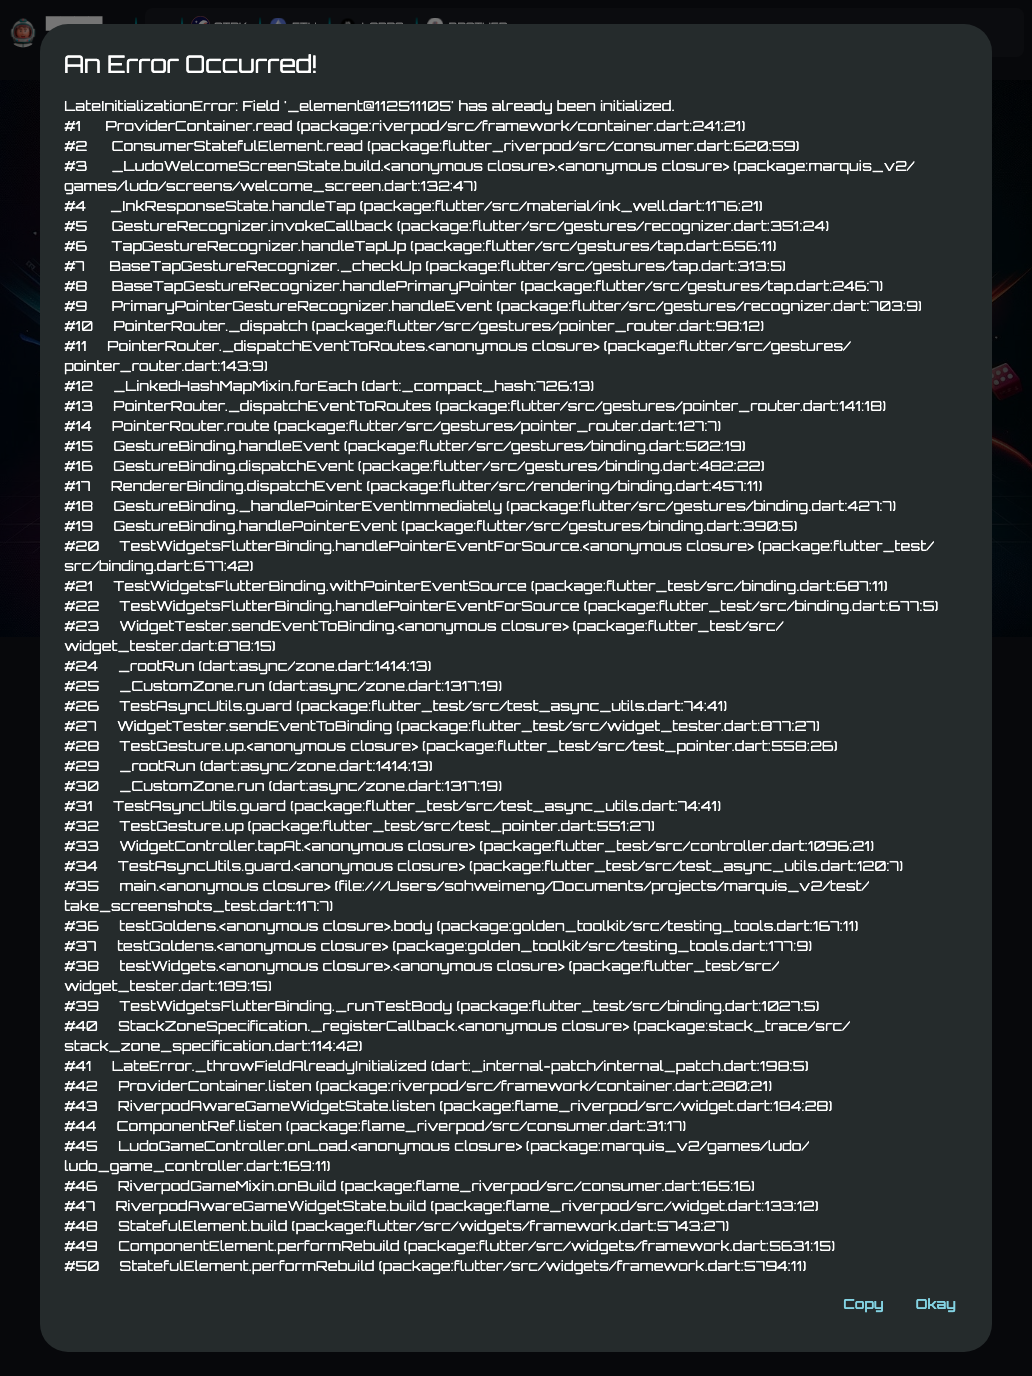 An Error Occurred!
LateInitializationError: Field '_element@112511105' has already been initialized.
#1 ProviderContainer.read (package:riverpod/src/framework/container.dart:241:21)
#2 ConsumerStatefulElement.read (package:flutter_riverpod/src/consumer.dart:620:59)
#3 _LudoWelcomeScreenState.build.<anonymous closure>.<anonymous closure> (package:marquis_v2/
games/ludo/screens/welcome_screen.dart:132:47)
#4 _InkResponseState.handleTap (package:flutter/src/material/ink_well.dart:1176:21)
#5 GestureRecognizer.invokeCallback (package:flutter/src/gestures/recognizer.dart:351:24)
#6 TapGestureRecognizer.handleTapUp (package:flutter/src/gestures/tap.dart:656:11)
#7 BaseTapGestureRecognizer._checkUp (package:flutter/src/gestures/tap.dart:313:5)
#8 BaseTapGestureRecognizer.handlePrimaryPointer (package:flutter/src/gestures/tap.dart:246:7)
#9 PrimaryPointerGestureRecognizer.handleEvent (package:flutter/src/gestures/recognizer.dart:703:9)
#10 PointerRouter._dispatch (package:flutter/src/gestures/pointer_router.dart:98:12)
#11 PointerRouter._dispatchEventToRoutes.<anonymous closure> (package:flutter/src/gestures/
pointer_router.dart:143:9)
#12 _LinkedHashMapMixin.forEach (dart:_compact_hash:726:13)
#13 PointerRouter._dispatchEventToRoutes (package:flutter/src/gestures/pointer_router.dart:141:18)
#14 PointerRouter.route (package:flutter/src/gestures/pointer_router.dart:127:7)
#15 GestureBinding.handleEvent (package:flutter/src/gestures/binding.dart:502:19)
#16 GestureBinding.dispatchEvent (package:flutter/src/gestures/binding.dart:482:22)
#17 RendererBinding.dispatchEvent (package:flutter/src/rendering/binding.dart:457:11)
#18 GestureBinding._handlePointerEventImmediately (package:flutter/src/gestures/binding.dart:427:7)
#19 GestureBinding.handlePointerEvent (package:flutter/src/gestures/binding.dart:390:5)
#20 TestWidgetsFlutterBinding.handlePointerEventForSource.<anonymous closure> (package:flutter_test/
src/binding.dart:677:42)
#21 TestWidgetsFlutterBinding.withPointerEventSource (package:flutter_test/src/binding.dart:687:11)
#22 TestWidgetsFlutterBinding.handlePointerEventForSource (package:flutter_test/src/binding.dart:677:5)
#23 WidgetTester.sendEventToBinding.<anonymous closure> (package:flutter_test/src/
widget_tester.dart:878:15)
#24 _rootRun (dart:async/zone.dart:1414:13)
#25 _CustomZone.run (dart:async/zone.dart:1317:19)
#26 TestAsyncUtils.guard (package:flutter_test/src/test_async_utils.dart:74:41)
#27 WidgetTester.sendEventToBinding (package:flutter_test/src/widget_tester.dart:877:27)
#28 TestGesture.up.<anonymous closure> (package:flutter_test/src/test_pointer.dart:558:26)
#29 _rootRun (dart:async/zone.dart:1414:13)
#30 _CustomZone.run (dart:async/zone.dart:1317:19)
#31 TestAsyncUtils.guard (package:flutter_test/src/test_async_utils.dart:74:41)
#32 TestGesture.up (package:flutter_test/src/test_pointer.dart:551:27)
#33 WidgetController.tapAt.<anonymous closure> (package:flutter_test/src/controller.dart:1096:21)
#34 TestAsyncUtils.guard.<anonymous closure> (package:flutter_test/src/test_async_utils.dart:120:7)
#35 main.<anonymous closure> (file:///Users/sohweimeng/Documents/projects/marquis_v2/test/
take_screenshots_test.dart:117:7)
#36 testGoldens.<anonymous closure>.body (package:golden_toolkit/src/testing_tools.dart:167:11)
#37 testGoldens.<anonymous closure> (package:golden_toolkit/src/testing_tools.dart:177:9)
#38 testWidgets.<anonymous closure>.<anonymous closure> (package:flutter_test/src/
widget_tester.dart:189:15)
#39 TestWidgetsFlutterBinding._runTestBody (package:flutter_test/src/binding.dart:1027:5)
#40 StackZoneSpecification._registerCallback.<anonymous closure> (package:stack_trace/src/
stack_zone_specification.dart:114:42)
#41 LateError._throwFieldAlreadyInitialized (dart:_internal-patch/internal_patch.dart:198:5)
#42 ProviderContainer.listen (package:riverpod/src/framework/container.dart:280:21)
#43 RiverpodAwareGameWidgetState.listen (package:flame_riverpod/src/widget.dart:184:28)
#44 ComponentRef.listen (package:flame_riverpod/src/consumer.dart:31:17)
#45 LudoGameController.onLoad.<anonymous closure> (package:marquis_v2/games/ludo/
ludo_game_controller.dart:169:11)
#46 RiverpodGameMixin.onBuild (package:flame_riverpod/src/consumer.dart:165:16)
#47 RiverpodAwareGameWidgetState.build (package:flame_riverpod/src/widget.dart:133:12)
#48 StatefulElement.build (package:flutter/src/widgets/framework.dart:5743:27)
#49 ComponentElement.performRebuild (package:flutter/src/widgets/framework.dart:5631:15)
#50 StatefulElement.performRebuild (package:flutter/src/widgets/framework.dart:5794:11)
Copy Okay